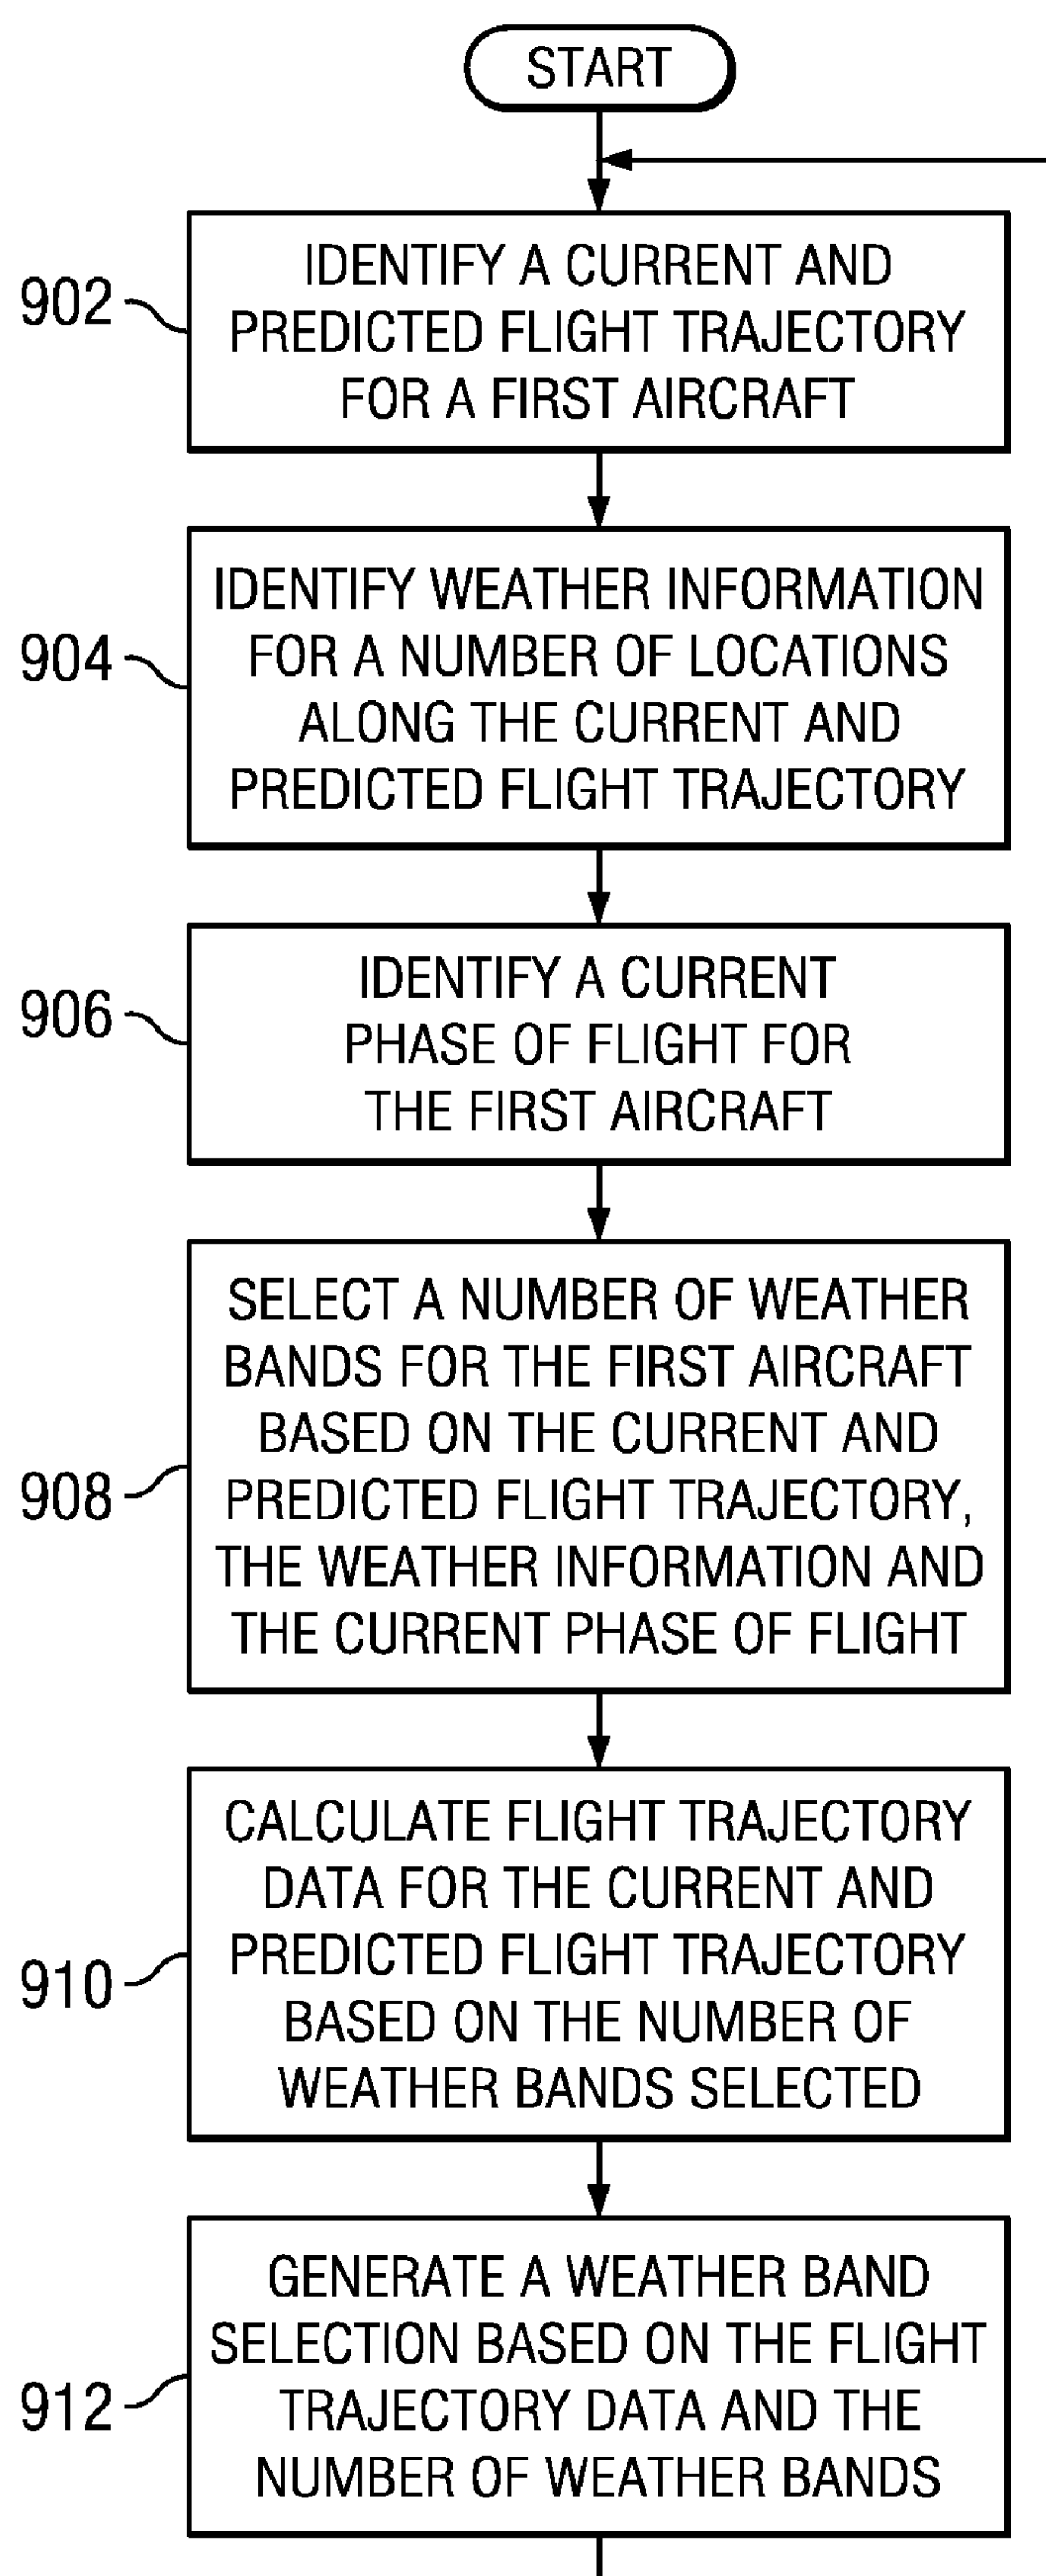 START
902
IDENTIFY A CURRENT AND
PREDICTED FLIGHT TRAJECTORY
FOR A FIRST AIRCRAFT
904
IDENTIFY WEATHER INFORMATION
FOR A NUMBER OF LOCATIONS
ALONG THE CURRENT AND
PREDICTED FLIGHT TRAJECTORY
906
IDENTIFY A CURRENT
PHASE OF FLIGHT FOR
THE FIRST AIRCRAFT
908
SELECT A NUMBER OF WEATHER
BANDS FOR THE FIRST AIRCRAFT
BASED ON THE CURRENT AND
PREDICTED FLIGHT TRAJECTORY,
THE WEATHER INFORMATION AND
THE CURRENT PHASE OF FLIGHT
910
CALCULATE FLIGHT TRAJECTORY
DATA FOR THE CURRENT AND
PREDICTED FLIGHT TRAJECTORY
BASED ON THE NUMBER OF
WEATHER BANDS SELECTED
912
GENERATE A WEATHER BAND
SELECTION BASED ON THE FLIGHT
TRAJECTORY DATA AND THE
NUMBER OF WEATHER BANDS